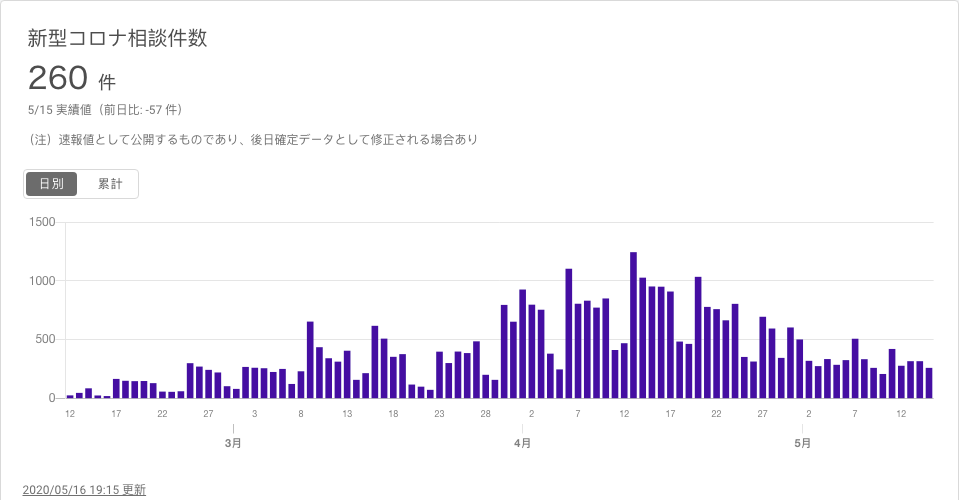 新型コロナ相談件数
260 件
5/15 実績値（前日比: -57 件）
（注）速報値として公開するものであり、後日確定データとして修正される場合あり
日別 累計
1500
1000
500
0
12 17 22 27 3 8 13 18 23 28 2 7 12 17 22 27 2 7 12
3月 4月 5月
2020/05/16 19:15 更新